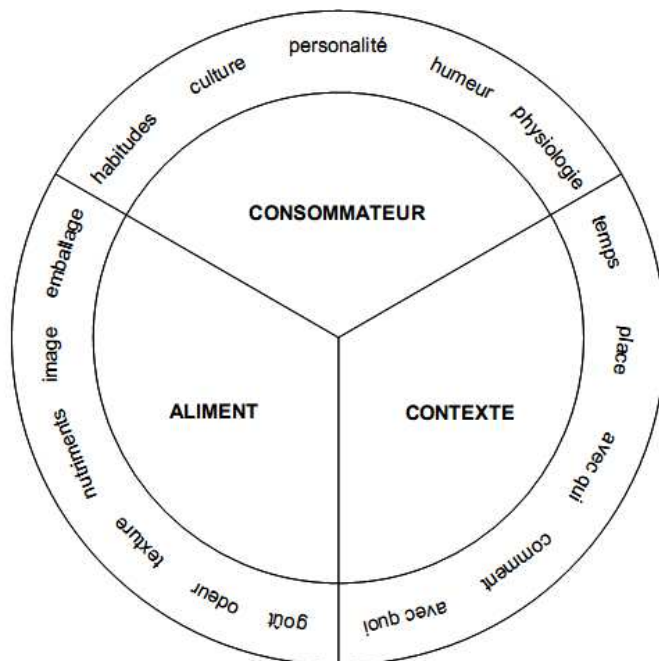 habitudes
culture
personalité
humeur
physiologie
CONSOMMATEUR
temps
place
avec qui
comment
avec quoi
CONTEXTE
emballage
image
nutriments
texture
odeur
goût
ALIMENT